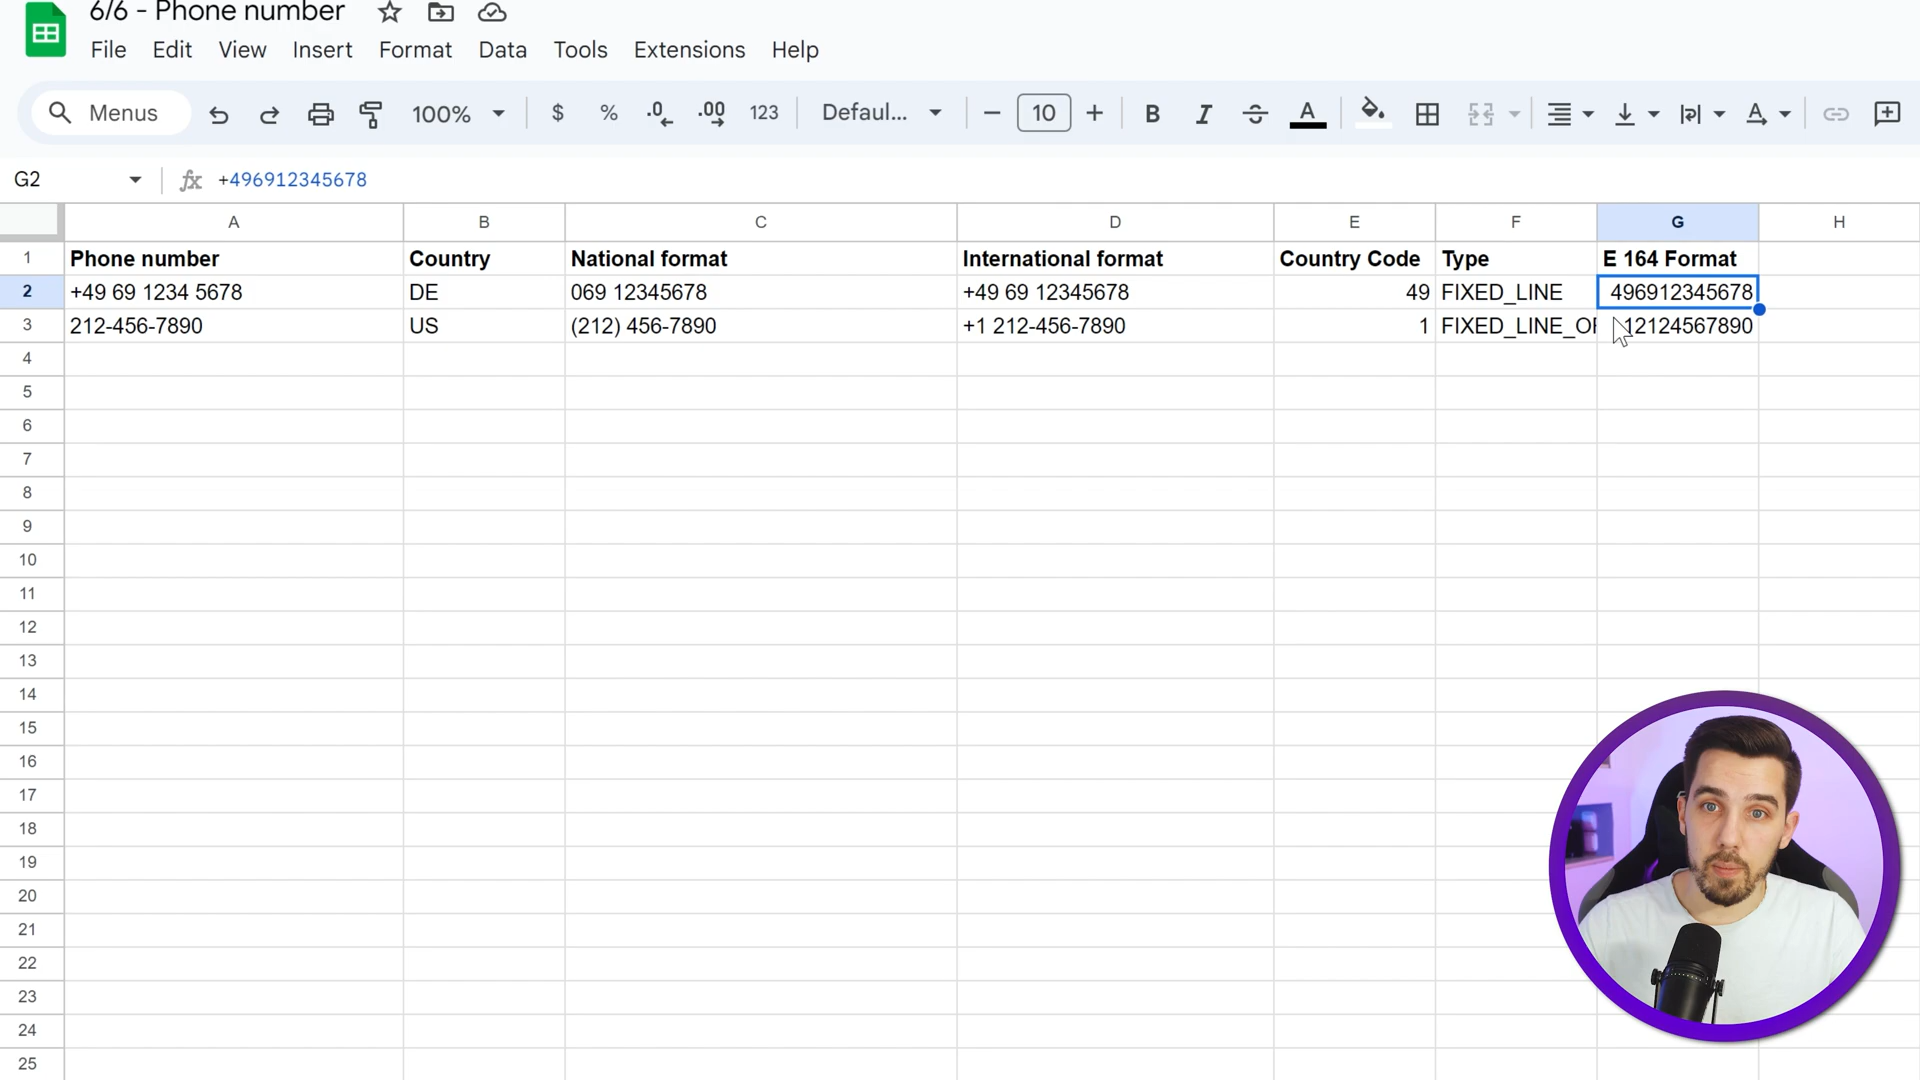 6/6 - Phone number
File Edit View Insert Format Data Tools Extensions Help
Menus 100% $ % .0 .00 123 Defaul... 10 B I S A A
G2 fx +496912345678
A B C D E F G H
1 Phone number Country National format International format Country Code Type E 164 Format
2 +49 69 1234 5678 DE 069 12345678 +49 69 12345678 49 FIXED_LINE 496912345678
3 212-456-7890 US (212) 456-7890 +1 212-456-7890 1 FIXED_LINE_OF 12124567890
4
5
6
7
8
9
10
11
12
13
14
15
16
17
18
19
20
21
22
23
24
25